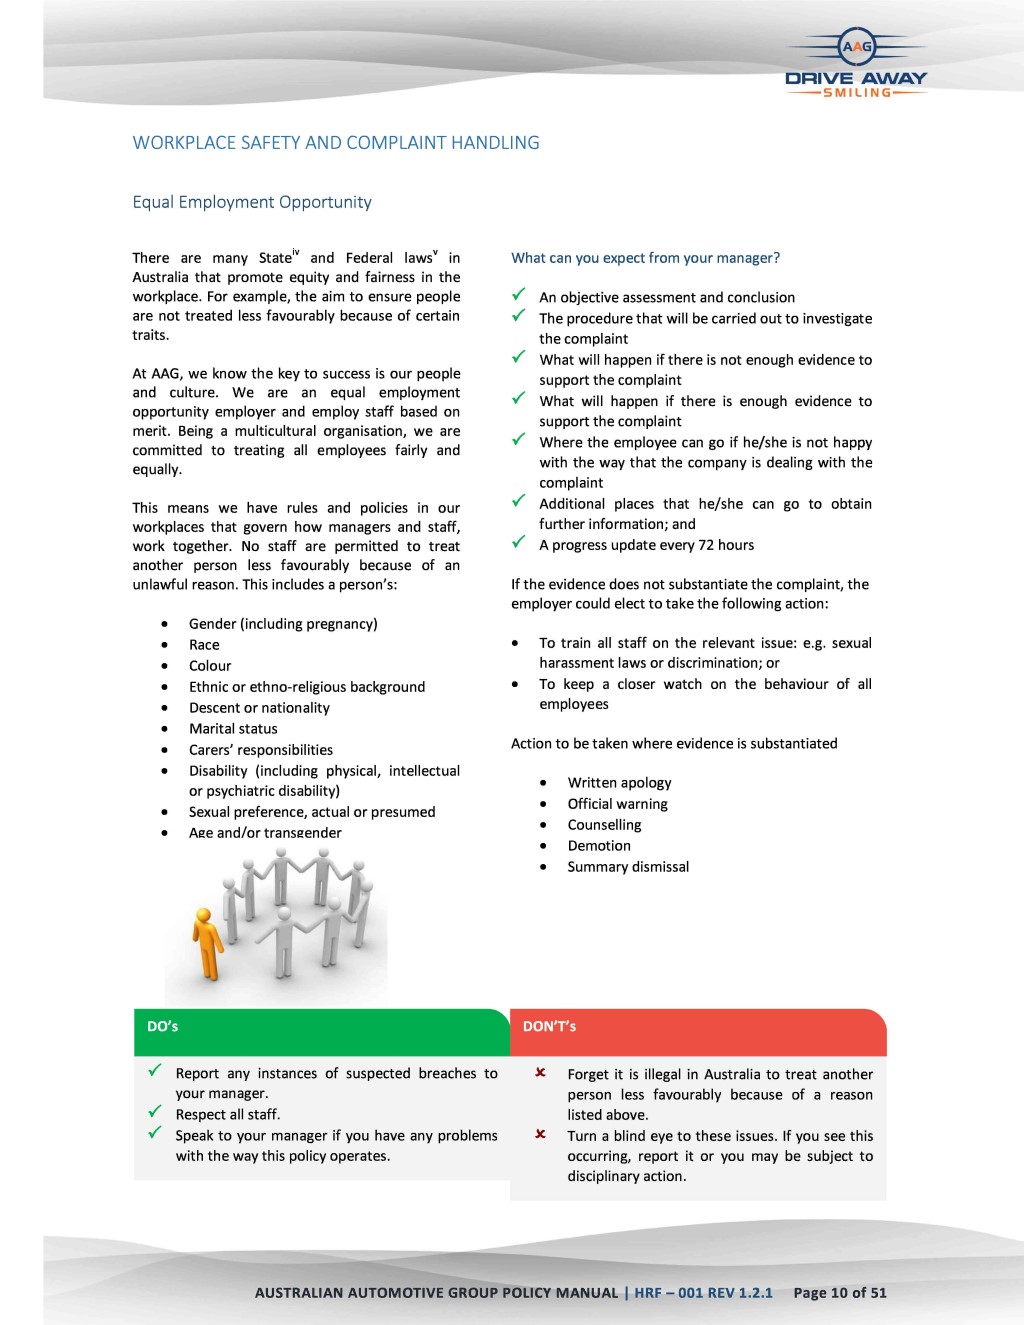 AAG
DRIVE AWAY
SMILING
WORKPLACE SAFETY AND COMPLAINT HANDLING
Equal Employment Opportunity
There are many Stateiv and Federal lawsv in
Australia that promote equity and fairness in the
workplace. For example, the aim to ensure people
are not treated less favourably because of certain
traits.
At AAG, we know the key to success is our people
and culture. We are an equal employment
opportunity employer and employ staff based on
merit. Being a multicultural organisation, we are
committed to treating all employees fairly and
equally.
This means we have rules and policies in our
workplaces that govern how managers and staff,
work together. No staff are permitted to treat
another person less favourably because of an
unlawful reason. This includes a person's:
• Gender (including pregnancy)
• Race
• Colour
• Ethnic or ethno-religious background
• Descent or nationality
• Marital status
• Carers' responsibilities
• Disability (including physical, intellectual
or psychiatric disability)
• Sexual preference, actual or presumed
• Age and/or transgender
What can you expect from your manager?
✓ An objective assessment and conclusion
✓ The procedure that will be carried out to investigate
the complaint
✓ What will happen if there is not enough evidence to
support the complaint
✓ What will happen if there is enough evidence to
support the complaint
✓ Where the employee can go if he/she is not happy
with the way that the company is dealing with the
complaint
✓ Additional places that he/she can go to obtain
further information; and
✓ A progress update every 72 hours
If the evidence does not substantiate the complaint, the
employer could elect to take the following action:
• To train all staff on the relevant issue: e.g. sexual
harassment laws or discrimination; or
• To keep a closer watch on the behaviour of all
employees
Action to be taken where evidence is substantiated
• Written apology
• Official warning
• Counselling
• Demotion
• Summary dismissal
DO's
✓ Report any instances of suspected breaches to
your manager.
✓ Respect all staff.
✓ Speak to your manager if you have any problems
with the way this policy operates.
DON'T's
✘ Forget it is illegal in Australia to treat another
person less favourably because of a reason
listed above.
✘ Turn a blind eye to these issues. If you see this
occurring, report it or you may be subject to
disciplinary action.
AUSTRALIAN AUTOMOTIVE GROUP POLICY MANUAL | HRF – 001 REV 1.2.1 Page 10 of 51